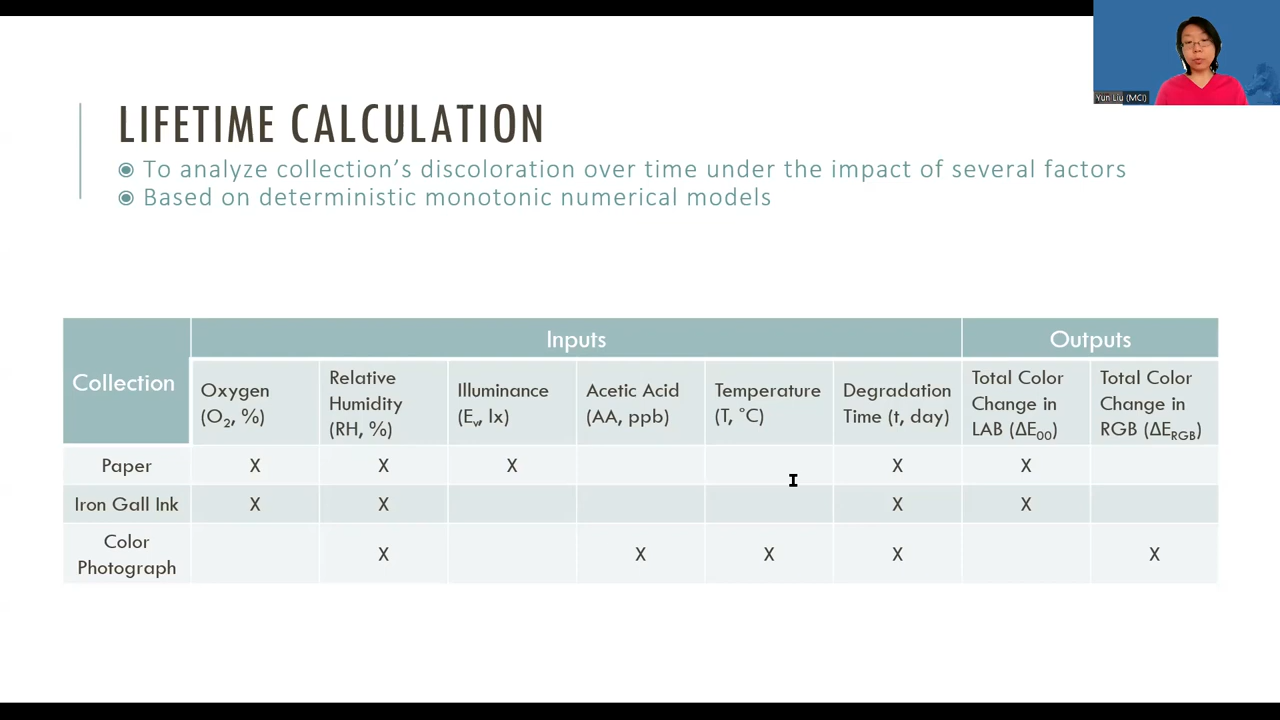 Yun Liu (MCI)
LIFETIME CALCULATION
◉ To analyze collection’s discoloration over time under the impact of several factors
◉ Based on deterministic monotonic numerical models
Collection
Inputs
Outputs
Oxygen
(O₂, %)
Relative
Humidity
(RH, %)
Illuminance
(Eᵥ, lx)
Acetic Acid
(AA, ppb)
Temperature
(T, °C)
Degradation
Time (t, day)
Total Color
Change in
LAB (ΔE₀₀)
Total Color
Change in
RGB (ΔE_RGB)
Paper X X X X X
Iron Gall Ink X X X X
Color
Photograph X X X X X